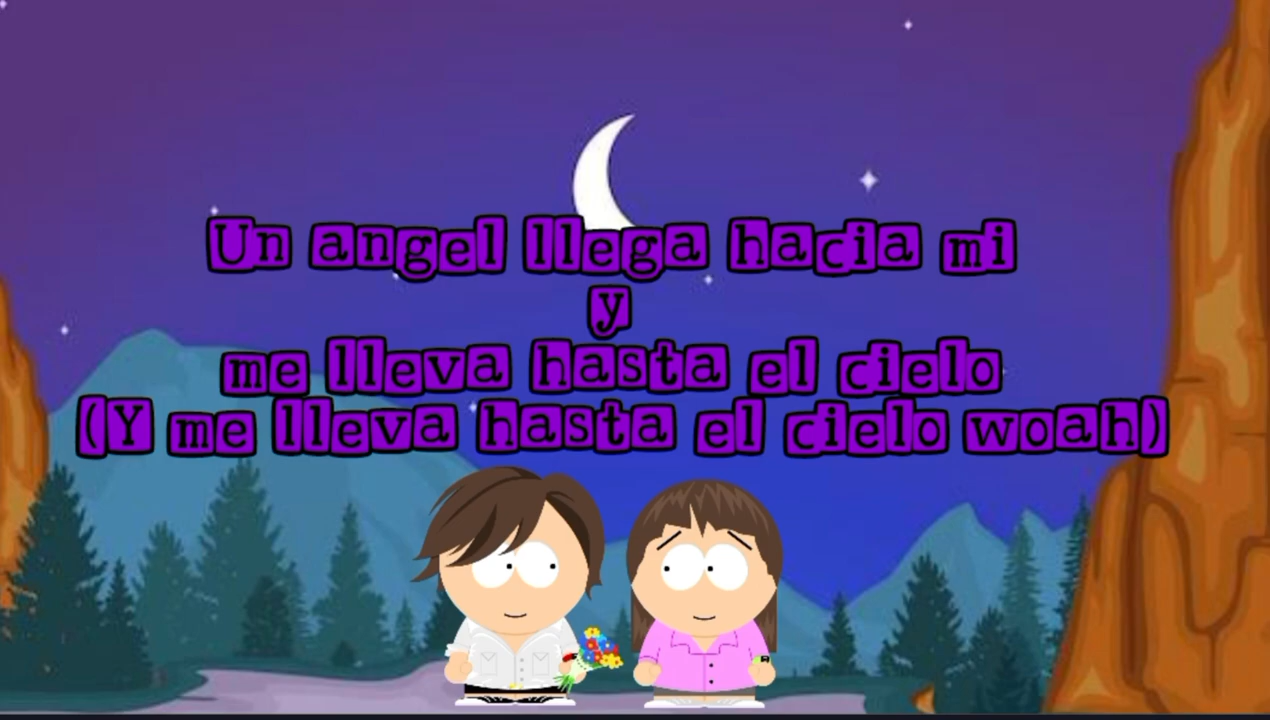 Un angel llega hacia mi
y
me lleva hasta el cielo
(Y me lleva hasta el cielo woah)